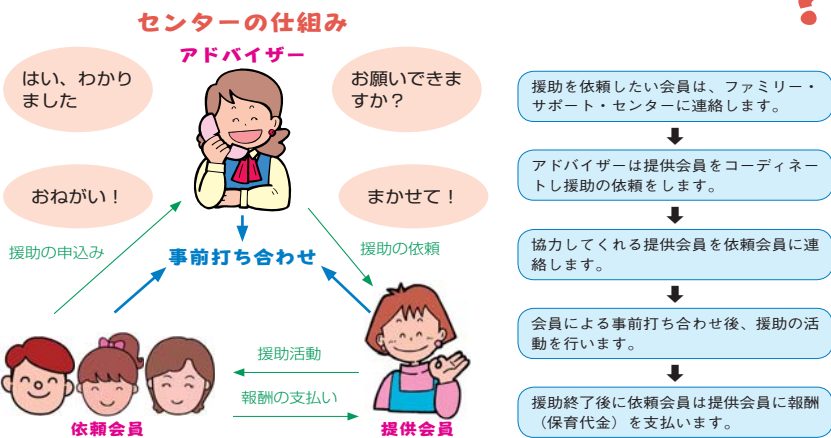 センターの仕組み
アドバイザー
はい、わかり
ました
お願いできま
すか？
おねがい！
まかせて！
援助の申込み
事前打ち合わせ
援助の依頼
援助活動
報酬の支払い
依頼会員
提供会員
援助を依頼したい会員は、ファミリー・
サポート・センターに連絡します。
アドバイザーは提供会員をコーディネー
トし援助の依頼をします。
協力してくれる提供会員を依頼会員に連
絡します。
会員による事前打ち合わせ後、援助の活
動を行います。
援助終了後に依頼会員は提供会員に報酬
（保育代金）を支払います。